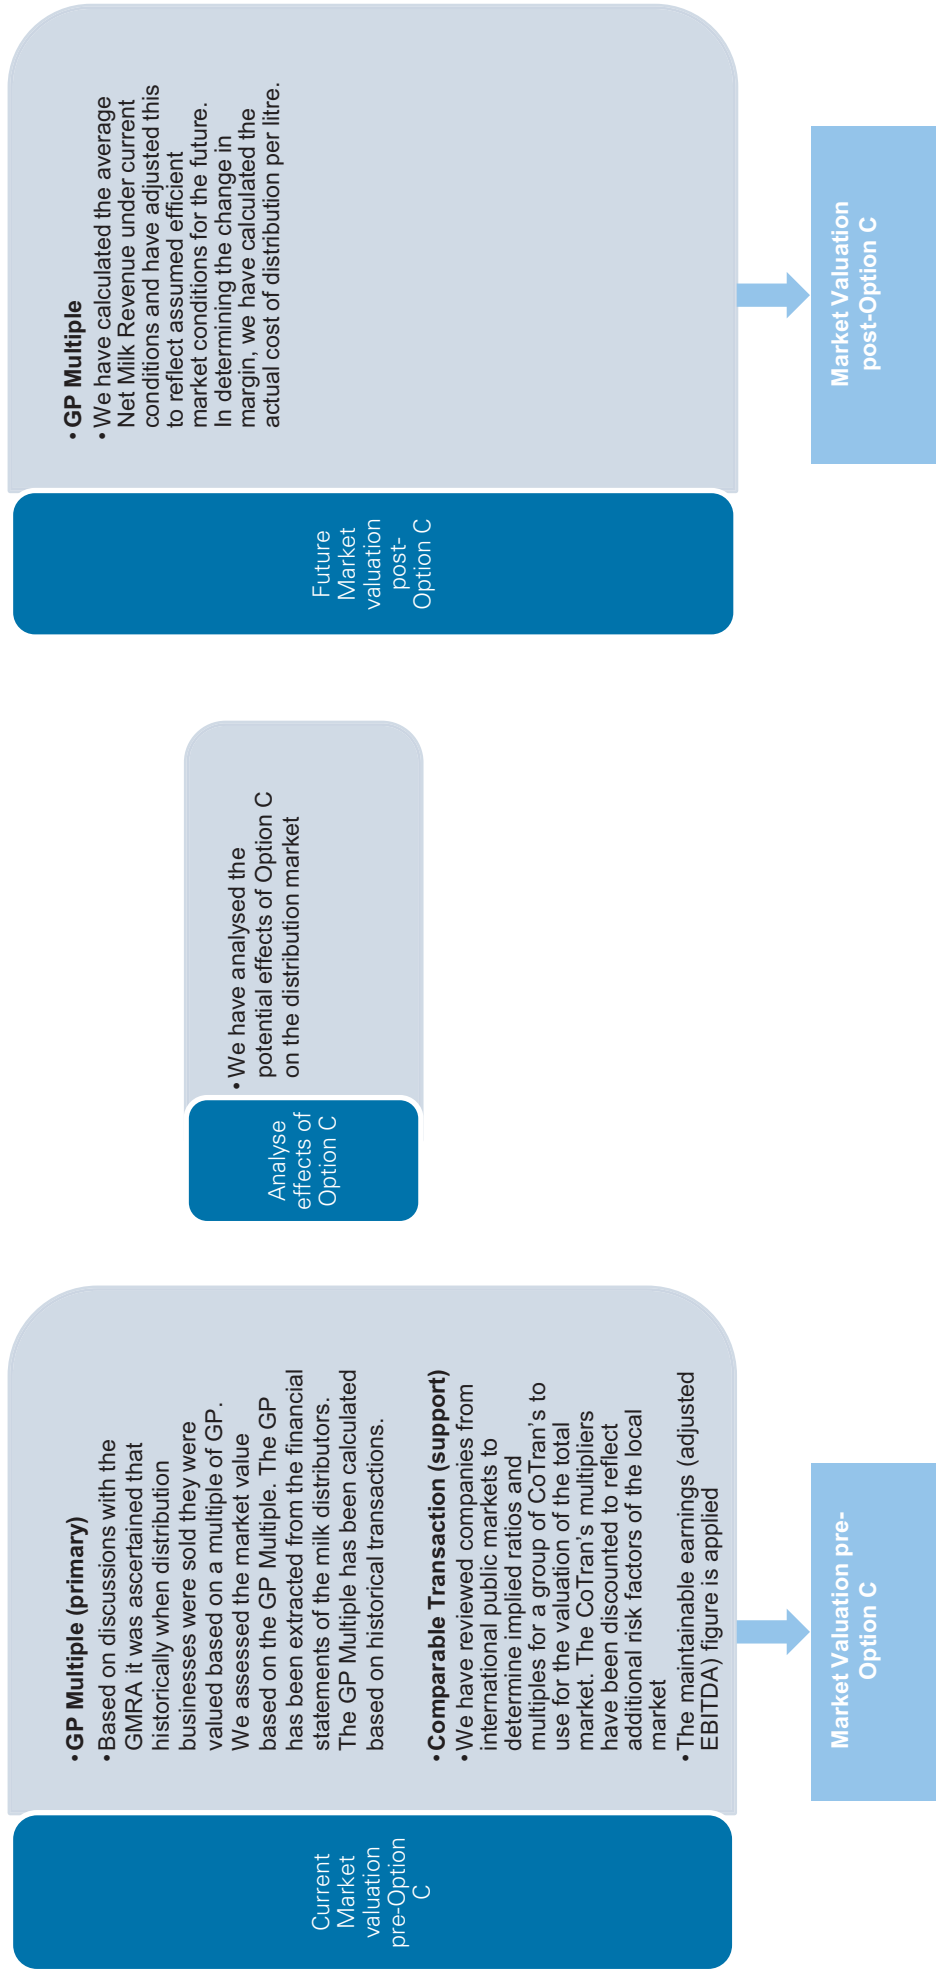 Current
Market
valuation
pre-Option
C
• GP Multiple (primary)
• Based on discussions with the
GMRA it was ascertained that
historically when distribution
businesses were sold they were
valued based on a multiple of GP.
We assessed the market value
based on the GP Multiple. The GP
has been extracted from the financial
statements of the milk distributors.
The GP Multiple has been calculated
based on historical transactions.
• Comparable Transaction (support)
• We have reviewed companies from
international public markets to
determine implied ratios and
multiples for a group of CoTran's to
use for the valuation of the total
market. The CoTran's multipliers
have been discounted to reflect
additional risk factors of the local
market
• The maintainable earnings (adjusted
EBITDA) figure is applied
Market Valuation pre-
Option C
Analyse
effects of
Option C
• We have analysed the
potential effects of Option C
on the distribution market
Future
Market
valuation
post-
Option C
• GP Multiple
• We have calculated the average
Net Milk Revenue under current
conditions and have adjusted this
to reflect assumed efficient
market conditions for the future.
In determining the change in
margin, we have calculated the
actual cost of distribution per litre.
Market Valuation
post-Option C